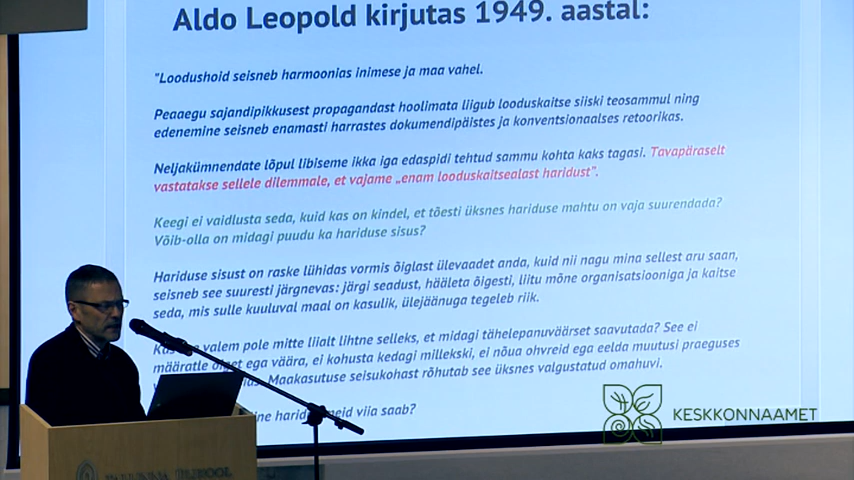 Aldo Leopold kirjutas 1949. aastal:
"Loodushoid seisneb harmoonias inimese ja maa vahel.
Peaaegu sajandipikkusest propagandast hoolimata liigub looduskaitse siiski teosammul ning
edenemine seisneb enamasti harrastes dokumendipäistes ja konventsionaalses retoorikas.
Neljakümnendate lõpul libiseme ikka iga edaspidi tehtud sammu kohta kaks tagasi. Tavapäraselt
vastatakse sellele dilemmale, et vajame „enam looduskaitsealast haridust”.
Keegi ei vaidlusta seda, kuid kas on kindel, et tõesti üksnes hariduse mahtu on vaja suurendada?
Võib-olla on midagi puudu ka hariduse sisus?
Hariduse sisust on raske lühidas vormis õiglast ülevaadet anda, kuid nii nagu mina sellest aru saan,
seisneb see suuresti järgnevas: järgi seadust, hääleta õigesti, liitu mõne organisatsiooniga ja kaitse
seda, mis sulle kuuluval maal on kasulik, ülejäänuga tegeleb riik.
valem pole mitte liialt lihtne selleks, et midagi tähelepanuväärset saavutada? See ei
määratle õiget ega väära, ei kohusta kedagi millekski, ei nõua ohvreid ega eelda muutusi praeguses
Maakasutuse seisukohast rõhutab see üksnes valgustatud omahuvi.
meid viia saab?
KESKKONNAAMET